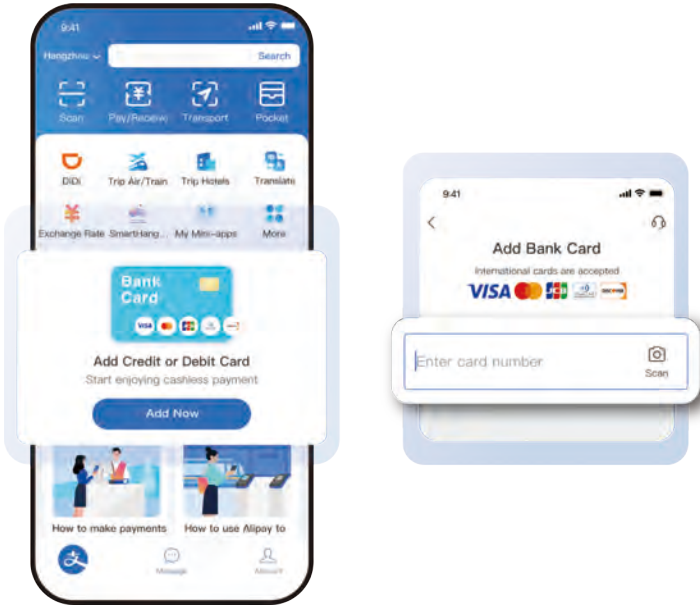 9:41
Hangzhou
Search
Scan
Pay/Receive
Transport
Pocket
DiDi
Trip Air/Train
Trip Hotels
Translate
Exchange Rate
SmartHang...
My Mini-apps
More
Bank
Card
VISA
JCB
Add Credit or Debit Card
Start enjoying cashless payment
Add Now
How to make payments
How to use Alipay to
Message
Account
9:41
Add Bank Card
International cards are accepted
VISA
JCB
DISCOVER
Enter card number
Scan